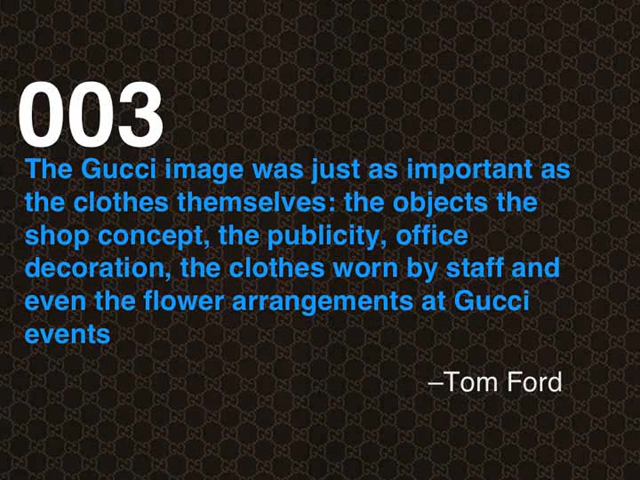 003
The Gucci image was just as important as
the clothes themselves: the objects the
shop concept, the publicity, office
decoration, the clothes worn by staff and
even the flower arrangements at Gucci
events
–Tom Ford